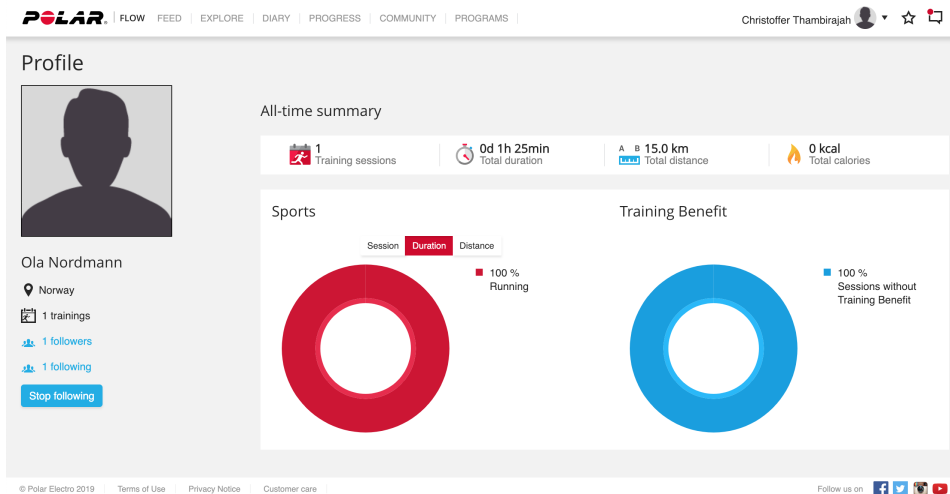 POLAR. FLOW FEED EXPLORE DIARY PROGRESS COMMUNITY PROGRAMS Christoffer Thambirajah
Profile
All-time summary
1
Training sessions
0d 1h 25min
Total duration
A B
15.0 km
Total distance
0 kcal
Total calories
Sports
Session Duration Distance
100 %
Running
Training Benefit
100 %
Sessions without
Training Benefit
Ola Nordmann
Norway
1 trainings
1 followers
1 following
Stop following
© Polar Electro 2019 Terms of Use Privacy Notice Customer care Follow us on